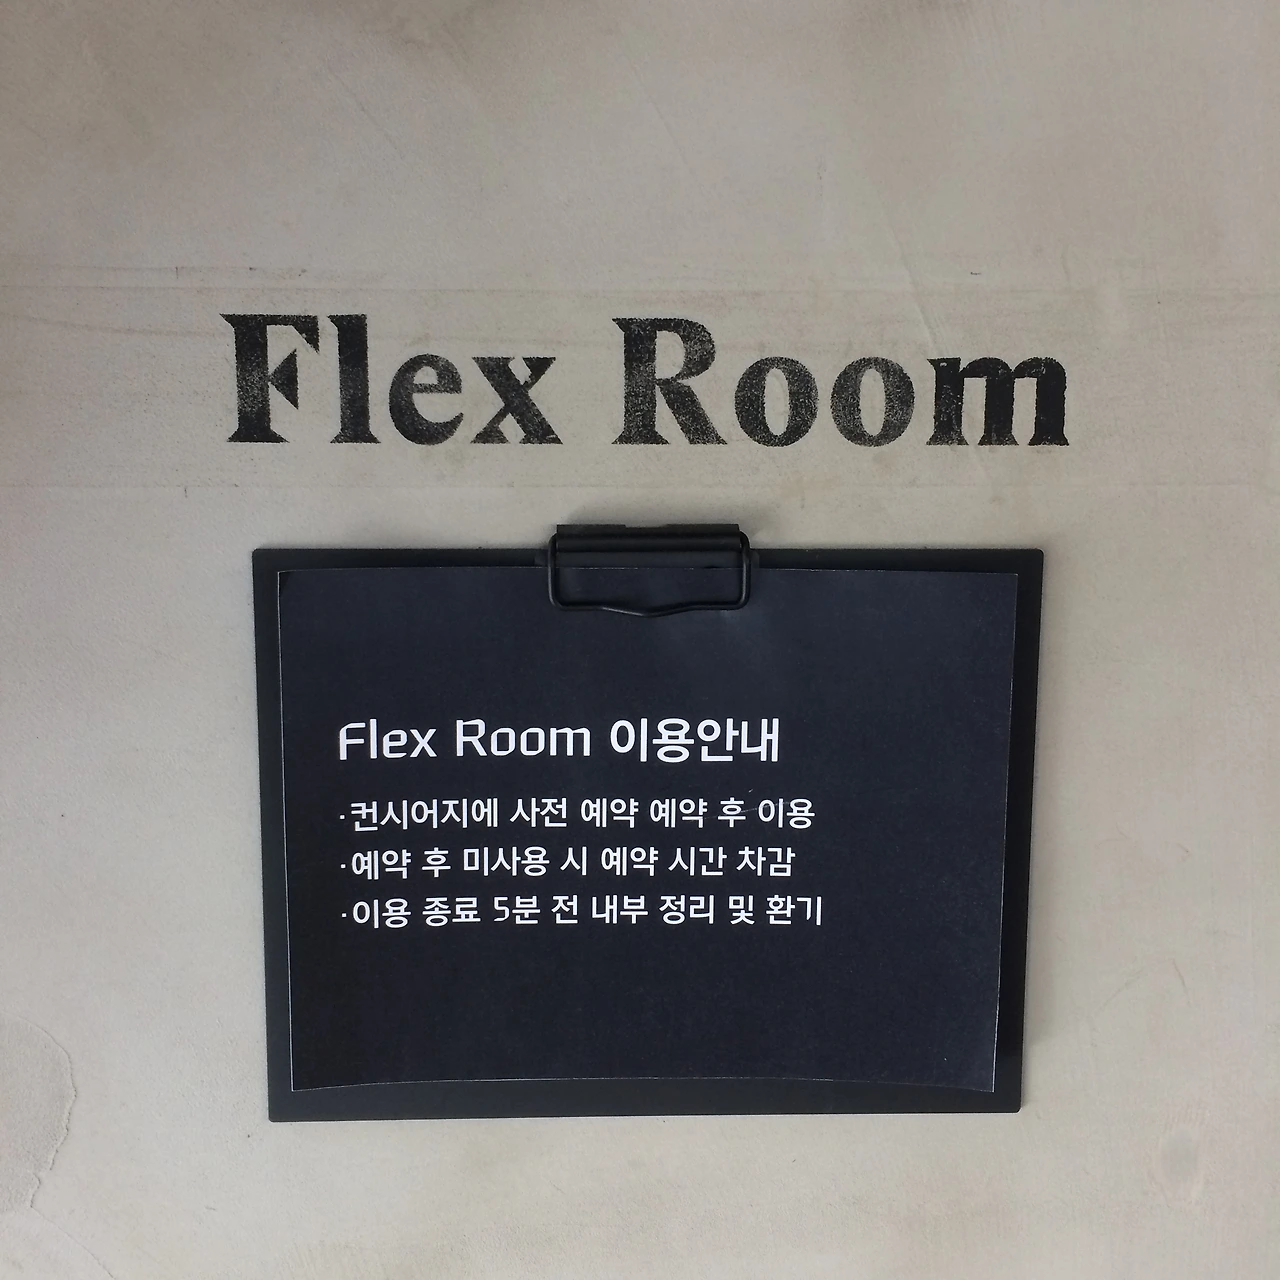 Flex Room
Flex Room 이용안내
·컨시어지에 사전 예약 예약 후 이용
·예약 후 미사용 시 예약 시간 차감
·이용 종료 5분 전 내부 정리 및 환기